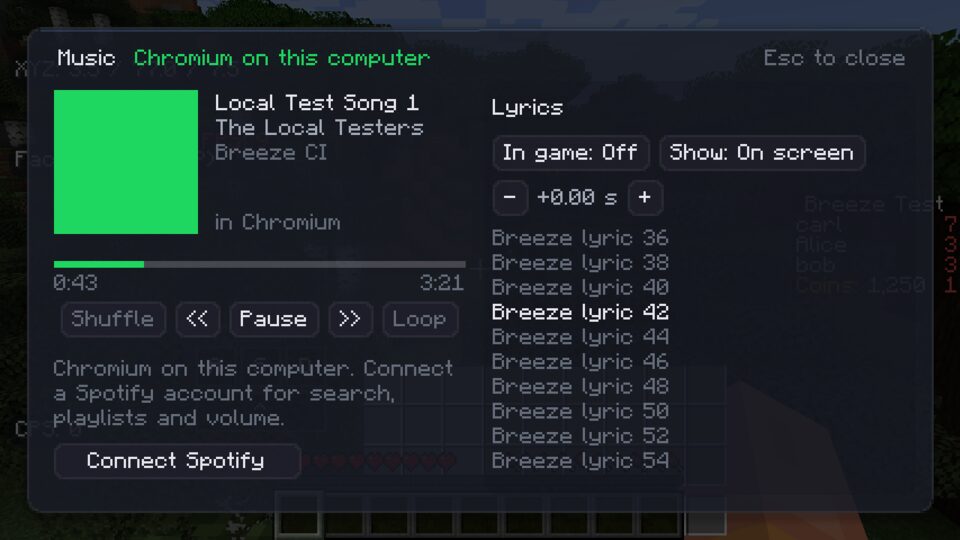 Music Chromium on this computer
Esc to close
Local Test Song 1
The Local Testers
Breeze CI
in Chromium
0:43
3:21
Shuffle << Pause >> Loop
Chromium on this computer. Connect
a Spotify account for search,
playlists and volume.
Connect Spotify
Lyrics
In game: Off
Show: On screen
- +0.00 s +
Breeze lyric 36
Breeze lyric 38
Breeze lyric 40
Breeze lyric 42
Breeze lyric 44
Breeze lyric 46
Breeze lyric 48
Breeze lyric 50
Breeze lyric 52
Breeze lyric 54
Breeze Test
carl 7
Alice 3
bob 3
Coins: 1,250 1